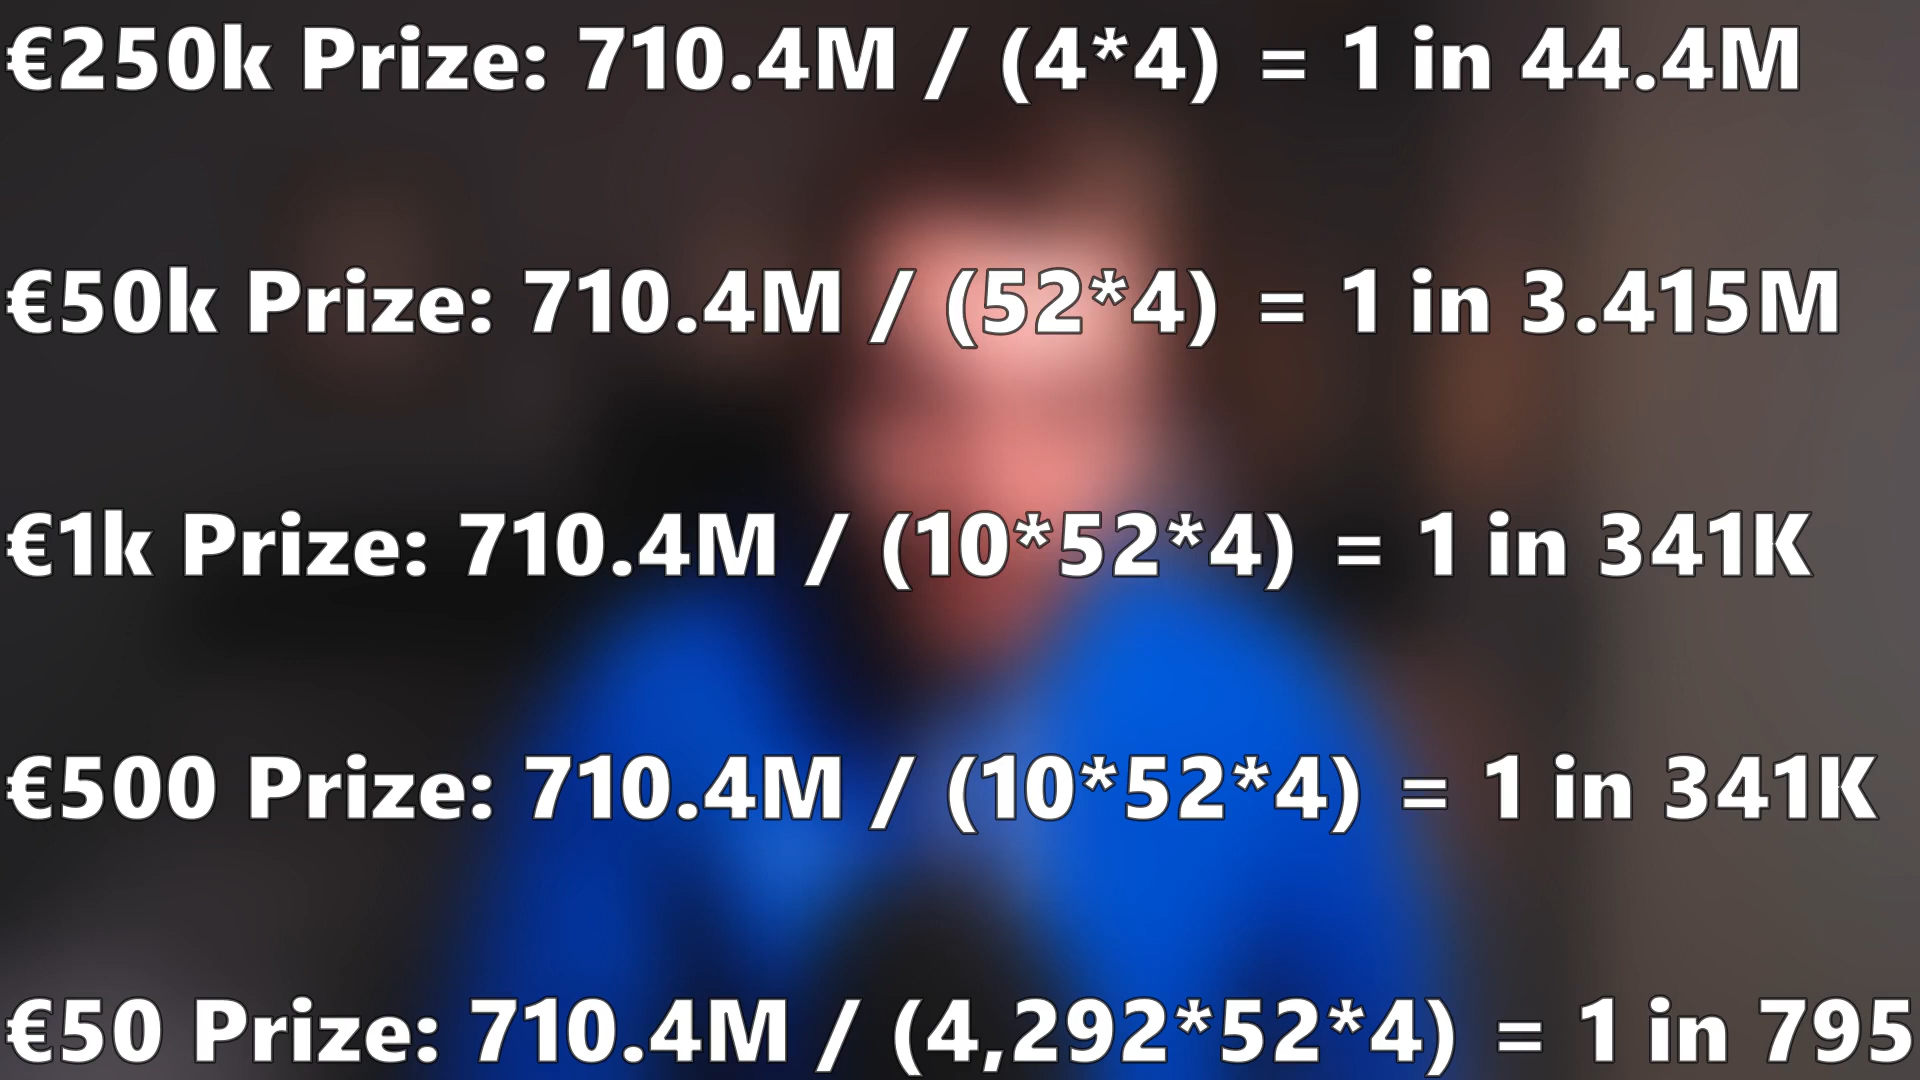 €250k Prize: 710.4M / (4*4) = 1 in 44.4M
€50k Prize: 710.4M / (52*4) = 1 in 3.415M
€1k Prize: 710.4M / (10*52*4) = 1 in 341K
€500 Prize: 710.4M / (10*52*4) = 1 in 341K
€50 Prize: 710.4M / (4,292*52*4) = 1 in 795